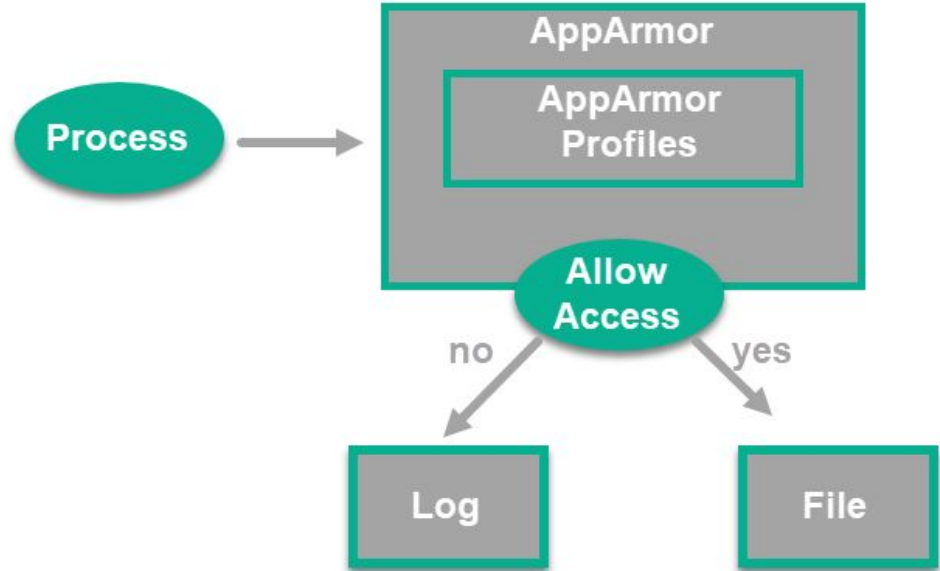 AppArmor
AppArmor
Profiles
Process
Allow
Access
no
yes
Log
File